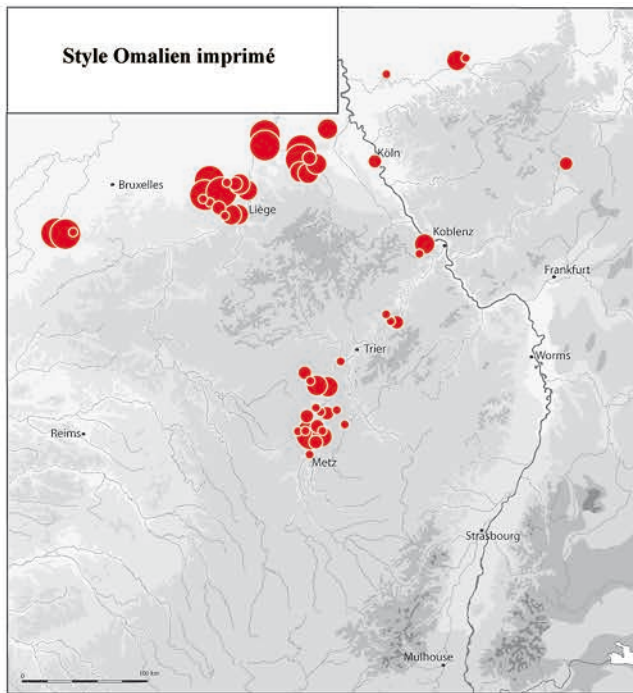 Style Omalien imprimé
Köln
Bruxelles
Liège
Koblenz
Frankfurt
Trier
Worms
Reims
Metz
Strasbourg
Mulhouse
0 100 km